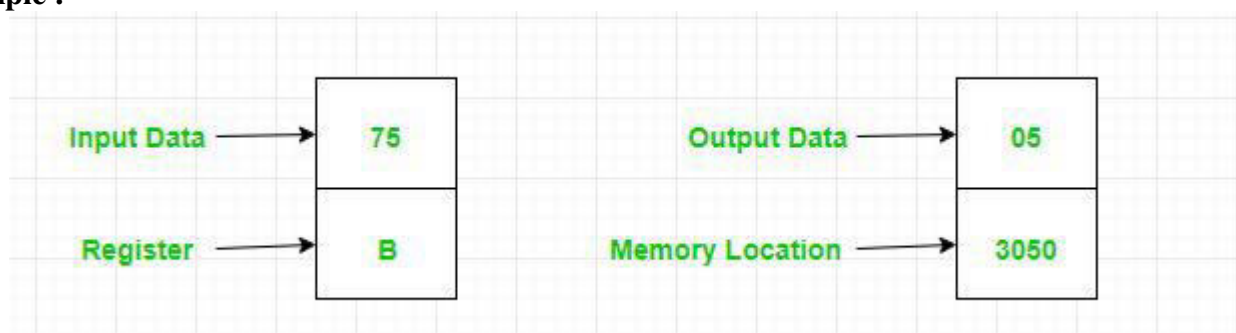 Input Data 75
Register B
Output Data 05
Memory Location 3050